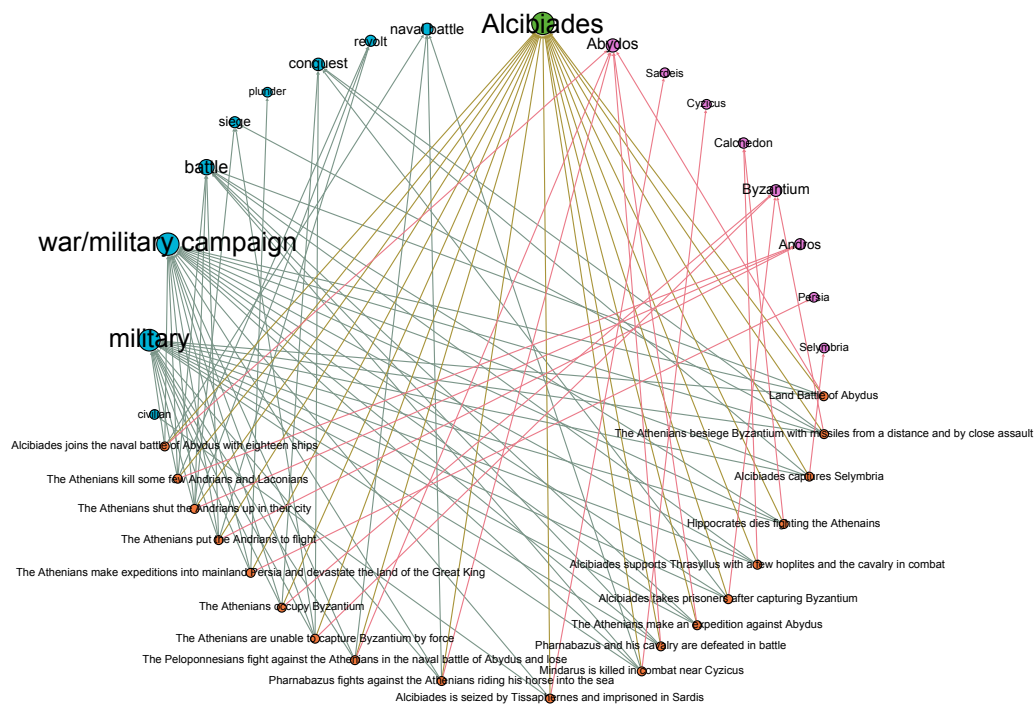 Alcibiades
naval battle
revolt
conquest
plunder
siege
battle
war/military campaign
military
civilian
Abydos
Sardeis
Cyzicus
Calchedon
Byzantium
Andros
Persia
Selymbria
Land Battle of Abydus
The Athenians besiege Byzantium with missiles from a distance and by close assault
Alcibiades captures Selymbria
Hippocrates dies fighting the Athenains
Alcibiades supports Thrasyllus with a few hoplites and the cavalry in combat
Alcibiades takes prisoners after capturing Byzantium
The Athenians make an expedition against Abydus
Pharnabazus and his cavalry are defeated in battle
Mindarus is killed in combat near Cyzicus
Alcibiades is seized by Tissaphernes and imprisoned in Sardis
Pharnabazus fights against the Athenians riding his horse into the sea
The Peloponnesians fight against the Athenians in the naval battle of Abydus and lose
The Athenians are unable to capture Byzantium by force
The Athenians occupy Byzantium
The Athenians make expeditions into mainland Persia and devastate the land of the Great King
The Athenians put the Andrians to flight
The Athenians shut the Andrians up in their city
The Athenians kill some few Andrians and Laconians
Alcibiades joins the naval battle of Abydus with eighteen ships